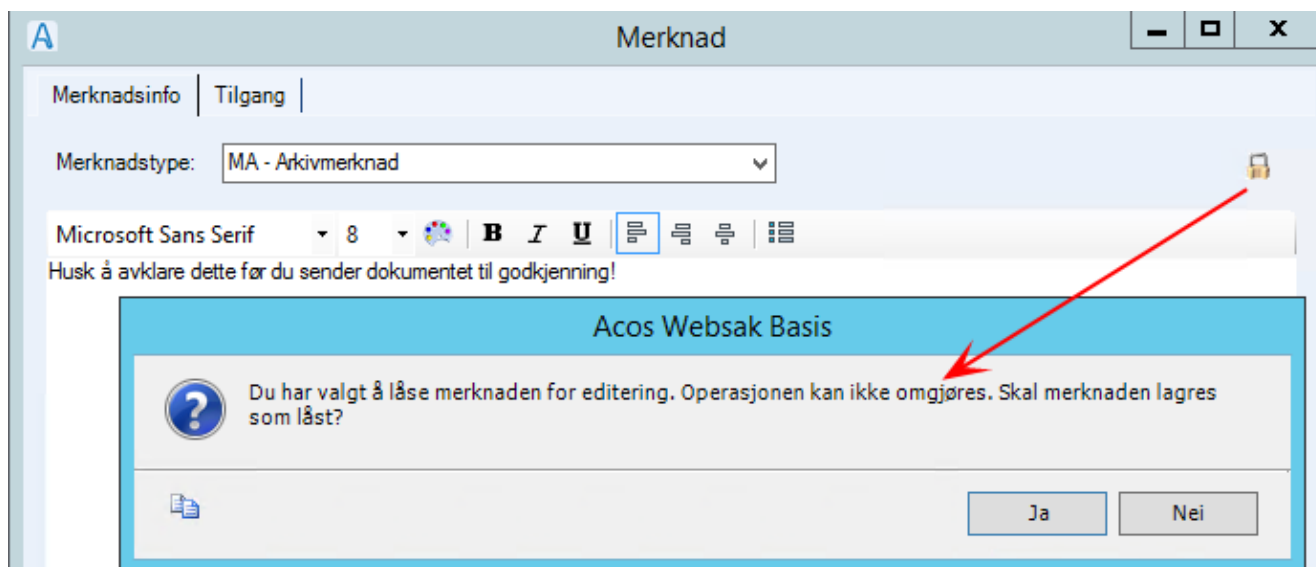 Merknad
Merknadsinfo Tilgang
Merknadstype: MA - Arkivmerknad
Microsoft Sans Serif 8 B I U
Husk å avklare dette før du sender dokumentet til godkjenning!
Acos Websak Basis
Du har valgt å låse merknaden for editering. Operasjonen kan ikke omgjøres. Skal merknaden lagres
som låst?
Ja Nei